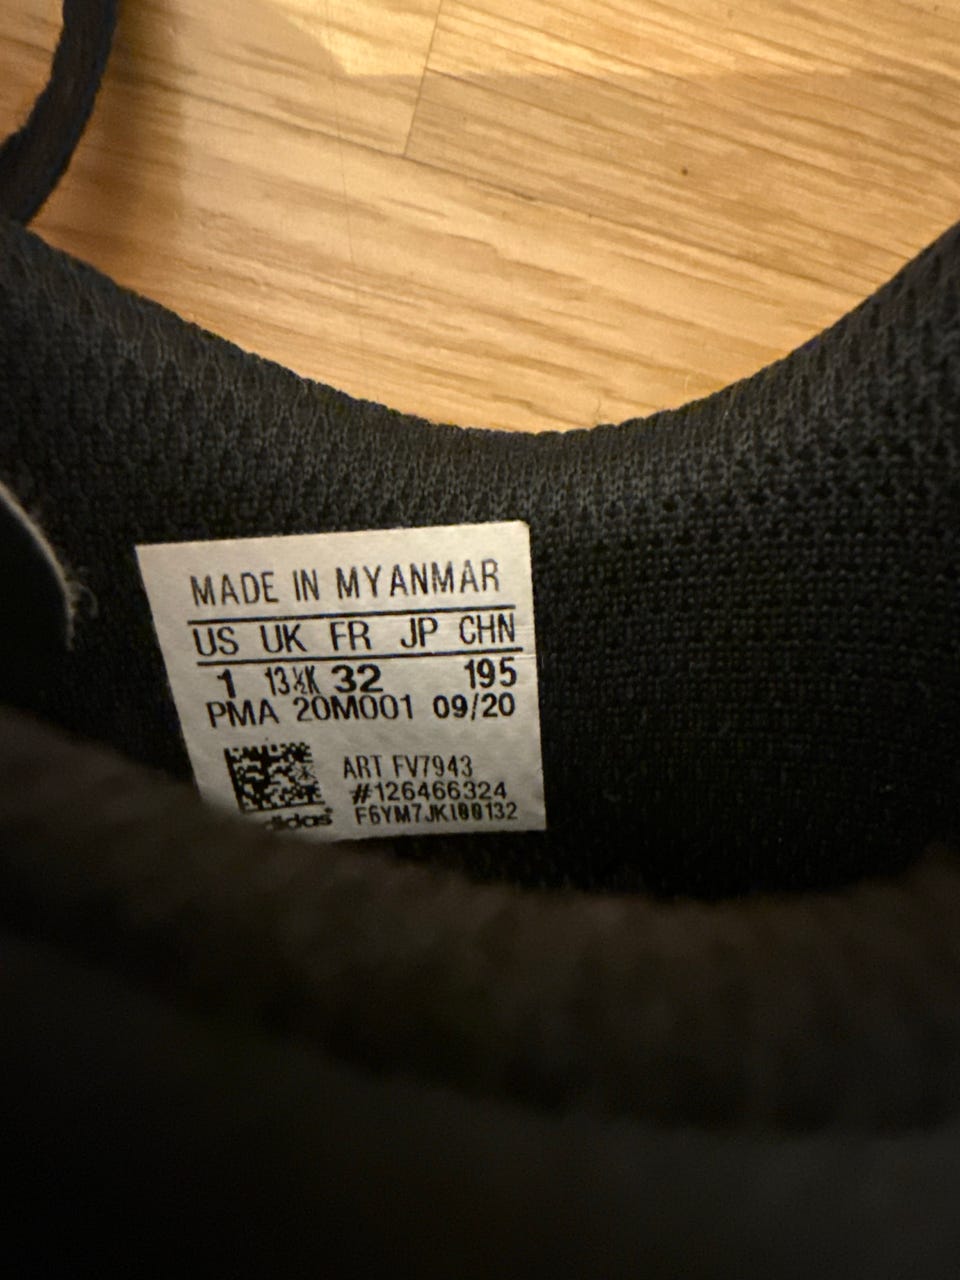 MADE IN MYANMAR
US UK FR JP CHN
1 13½K 32 195
PMA 20M001 09/20
ART FV7943
#126466324
adidas